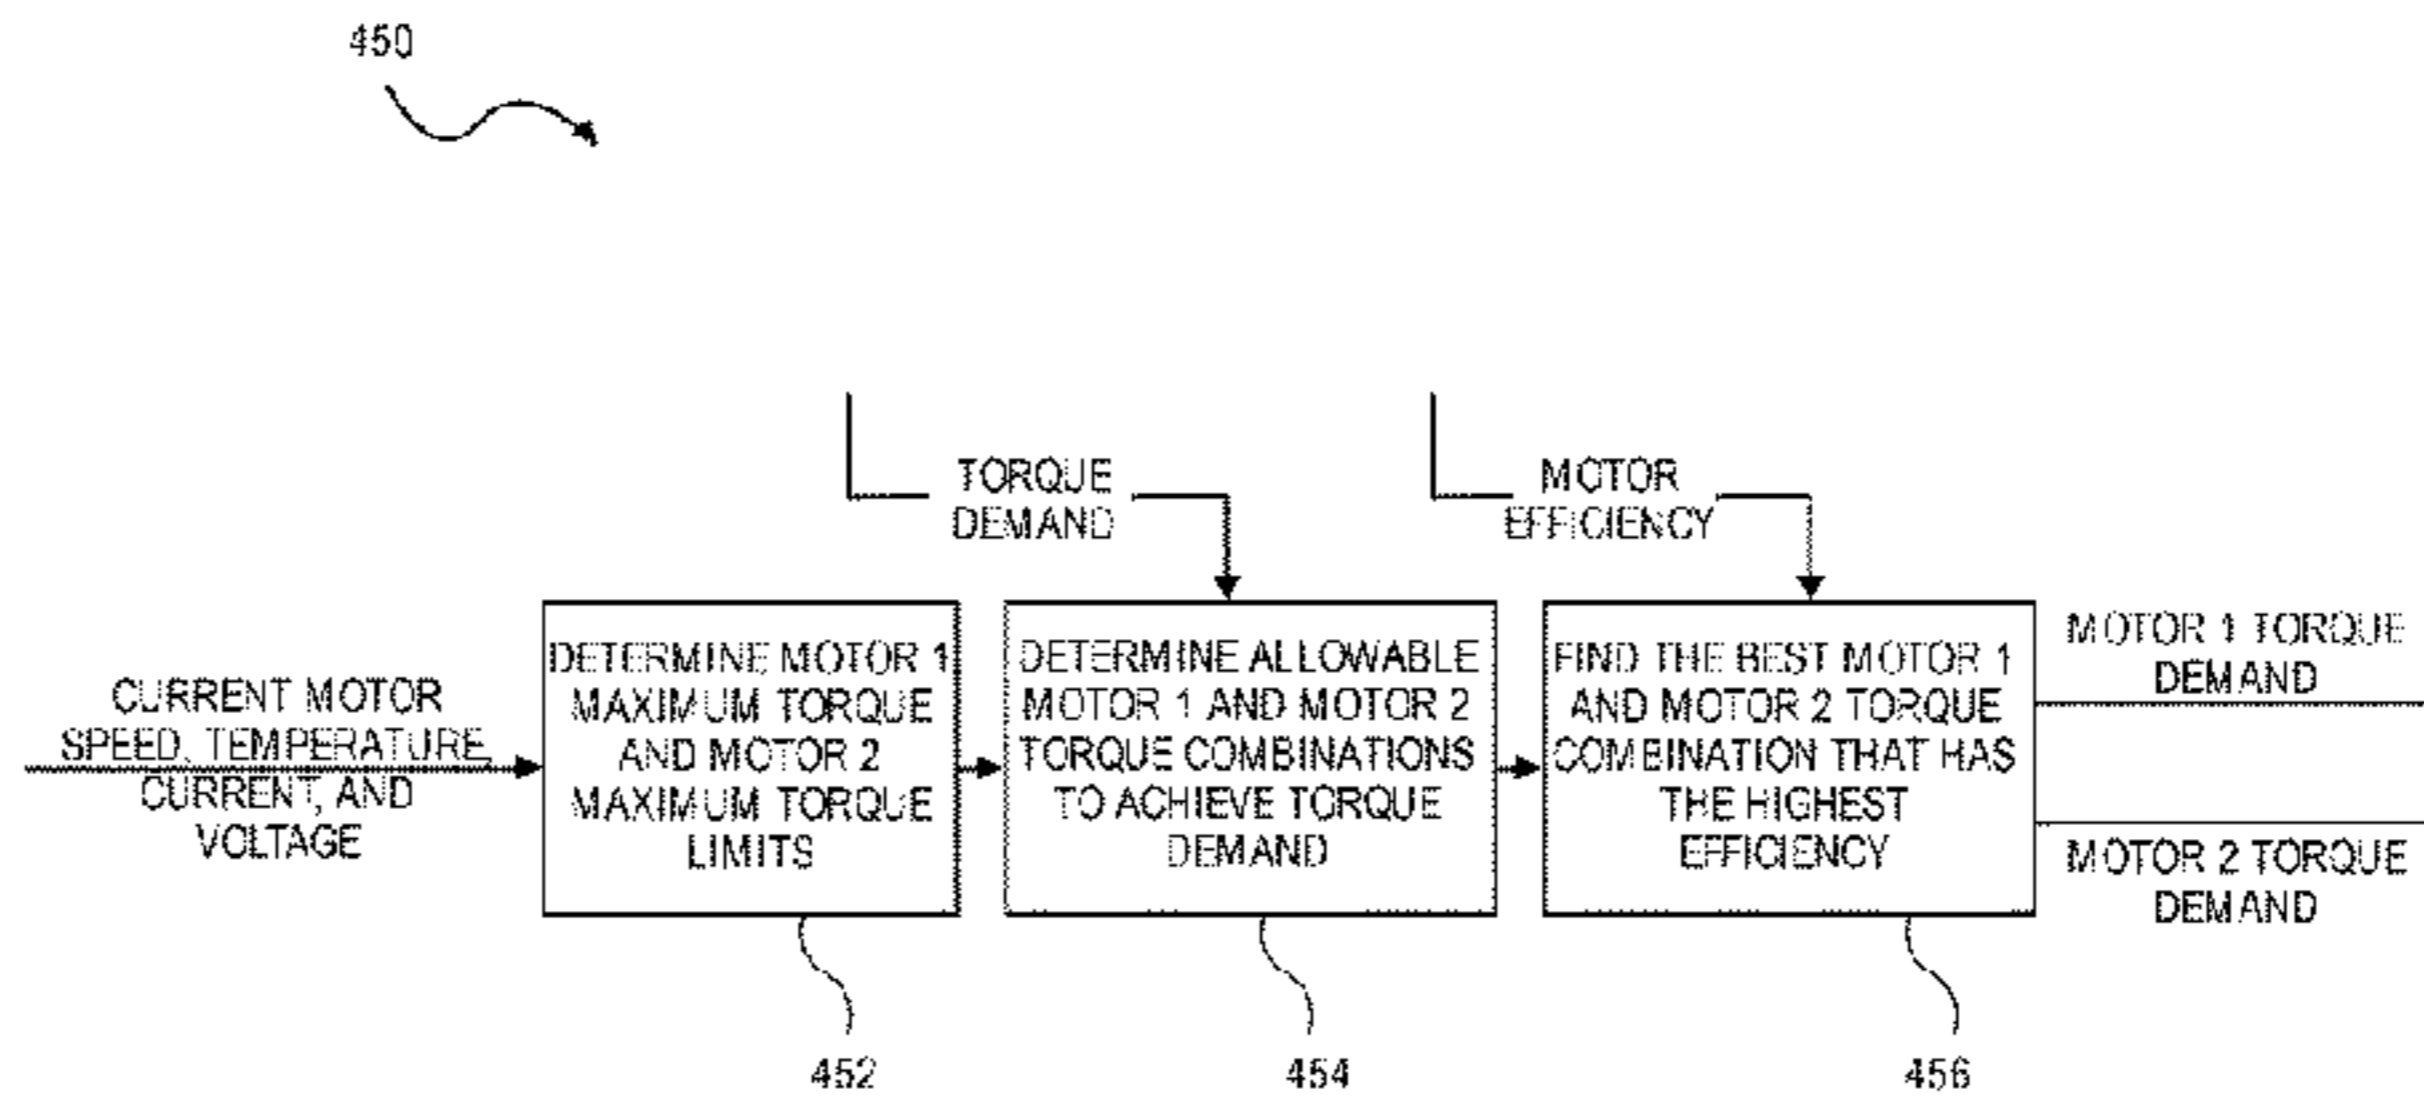 450
TORQUE
DEMAND
MOTOR
EFFICIENCY
CURRENT MOTOR
SPEED, TEMPERATURE,
CURRENT, AND
VOLTAGE
DETERMINE MOTOR 1
MAXIMUM TORQUE
AND MOTOR 2
MAXIMUM TORQUE
LIMITS
DETERMINE ALLOWABLE
MOTOR 1 AND MOTOR 2
TORQUE COMBINATIONS
TO ACHIEVE TORQUE
DEMAND
FIND THE BEST MOTOR 1
AND MOTOR 2 TORQUE
COMBINATION THAT HAS
THE HIGHEST
EFFICIENCY
MOTOR 1 TORQUE
DEMAND
MOTOR 2 TORQUE
DEMAND
452
454
456